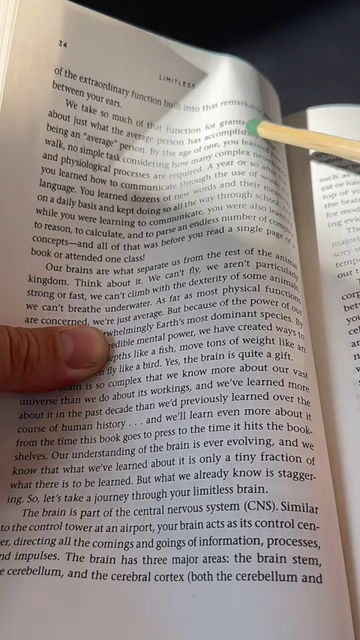 34
LIMITLESS
of the extraordinary function built into that remarkable
between your ears.
We take so much of that function for granted
about just what the average person has accomplish
being an "average" person. By the age of one, you learn
walk, no simple task considering how many complex
and physiological processes are required. A year or so
you learned how to communicate through the use of wor
language. You learned dozens of new words and their me
on a daily basis and kept doing so all the way through school
while you were learning to communicate, you were also learn
to reason, to calculate, and to parse an endless number of comp
concepts—and all of that was before you read a single page of
book or attended one class!
Our brains are what separate us from the rest of the animal
kingdom. Think about it. We can't fly, we aren't particularly
strong or fast, we can't climb with the dexterity of some animals
we can't breathe underwater. As far as most physical functions
are concerned, we're just average. But because of the power of our
whelmingly Earth's most dominant species. By
redible mental power, we have created ways to
epths like a fish, move tons of weight like an
n fly like a bird. Yes, the brain is quite a gift.
ain is so complex that we know more about our vast
universe than we do about its workings, and we've learned more
about it in the past decade than we'd previously learned over the
course of human history . . . and we'll learn even more about it
from the time this book goes to press to the time it hits the book-
shelves. Our understanding of the brain is ever evolving, and we
know that what we've learned about it is only a tiny fraction of
what there is to be learned. But what we already know is stagger-
ing. So, let's take a journey through your limitless brain.
The brain is part of the central nervous system (CNS). Similar
to the control tower at an airport, your brain acts as its control cen-
er, directing all the comings and goings of information, processes,
nd impulses. The brain has three major areas: the brain stem,
e cerebellum, and the cerebral cortex (both the cerebellum and